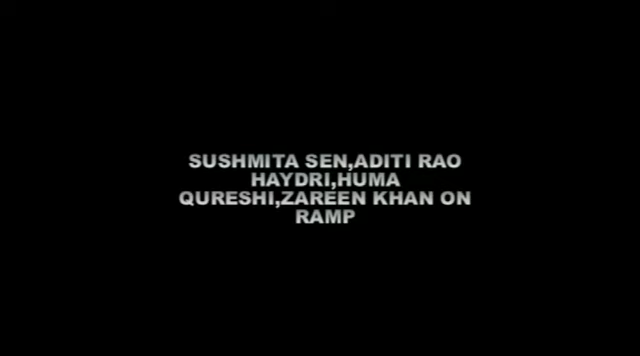 SUSHMITA SEN,ADITI RAO
HAYDRI,HUMA
QURESHI,ZAREEN KHAN ON
RAMP